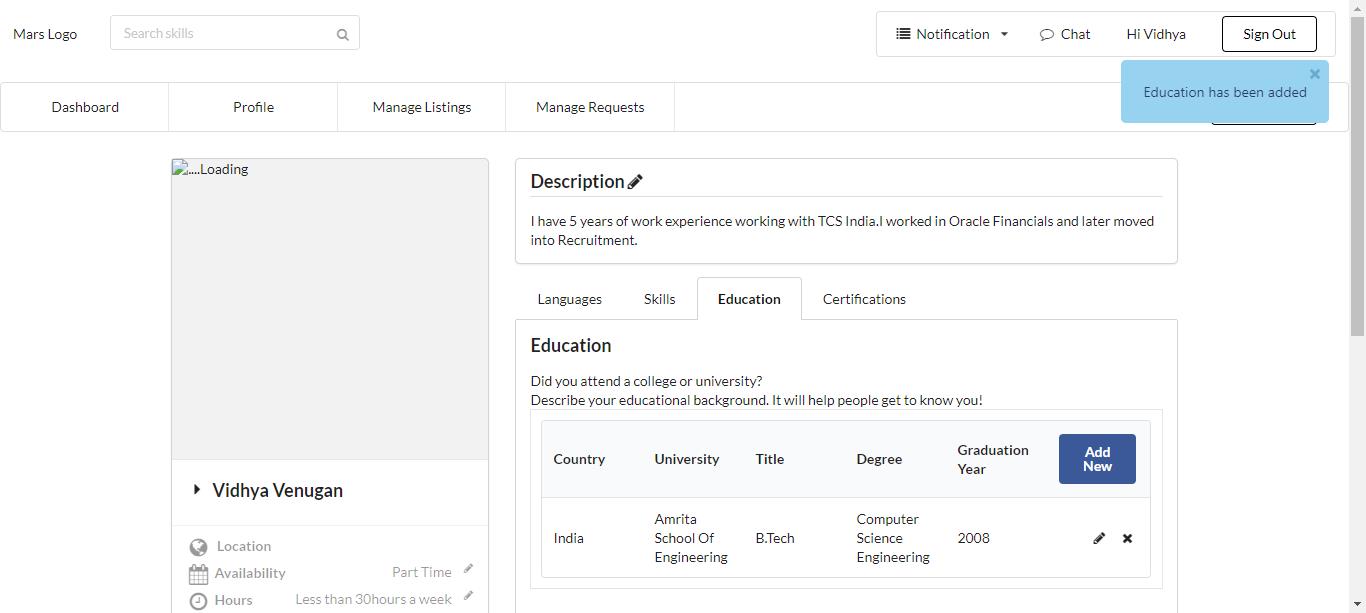 Mars Logo
Search skills
Notification
Chat
Hi Vidhya
Sign Out
Education has been added
Dashboard
Profile
Manage Listings
Manage Requests
....Loading
Description
I have 5 years of work experience working with TCS India.I worked in Oracle Financials and later moved
into Recruitment.
Languages
Skills
Education
Certifications
Education
Did you attend a college or university?
Describe your educational background. It will help people get to know you!
Country
University
Title
Degree
Graduation
Year
Add
New
India
Amrita
School Of
Engineering
B.Tech
Computer
Science
Engineering
2008
Vidhya Venugan
Location
Availability
Part Time
Hours
Less than 30hours a week